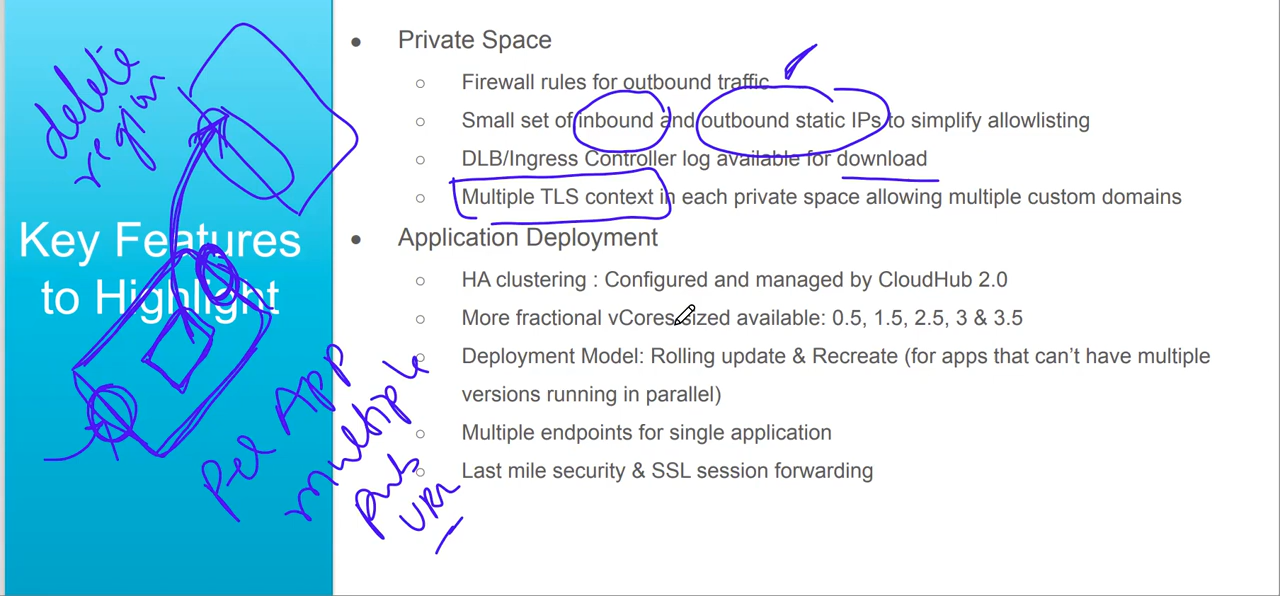 delete
region
Key Features
to Highlight
Per App
multiple
pub
● Private Space
○ Firewall rules for outbound traffic
○ Small set of inbound and outbound static IPs to simplify allowlisting
○ DLB/Ingress Controller log available for download
○ Multiple TLS context in each private space allowing multiple custom domains
● Application Deployment
○ HA clustering : Configured and managed by CloudHub 2.0
○ More fractional vCores sized available: 0.5, 1.5, 2.5, 3 & 3.5
○ Deployment Model: Rolling update & Recreate (for apps that can’t have multiple
versions running in parallel)
○ Multiple endpoints for single application
○ Last mile security & SSL session forwarding